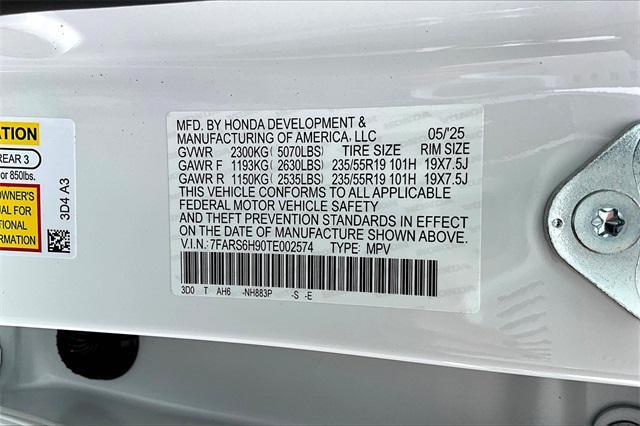 ATION
REAR 3
or 850lbs.
OWNER'S
UAL FOR
TIONAL
ORMATION
3D4 A3
MFD. BY HONDA DEVELOPMENT &
MANUFACTURING OF AMERICA, LLC 05/'25
GVWR 2300KG ( 5070LBS) TIRE SIZE RIM SIZE
GAWR F 1193KG ( 2630LBS) 235/55R19 101H 19X7.5J
GAWR R 1150KG ( 2535LBS) 235/55R19 101H 19X7.5J
THIS VEHICLE CONFORMS TO ALL APPLICABLE
FEDERAL MOTOR VEHICLE SAFETY
AND THEFT PREVENTION STANDARDS IN EFFECT
ON THE DATE OF MANUFACTURE SHOWN ABOVE.
V.I.N.: 7FARS6H90TE002574 TYPE: MPV
3D0 T AH6 -NH883P -S -E